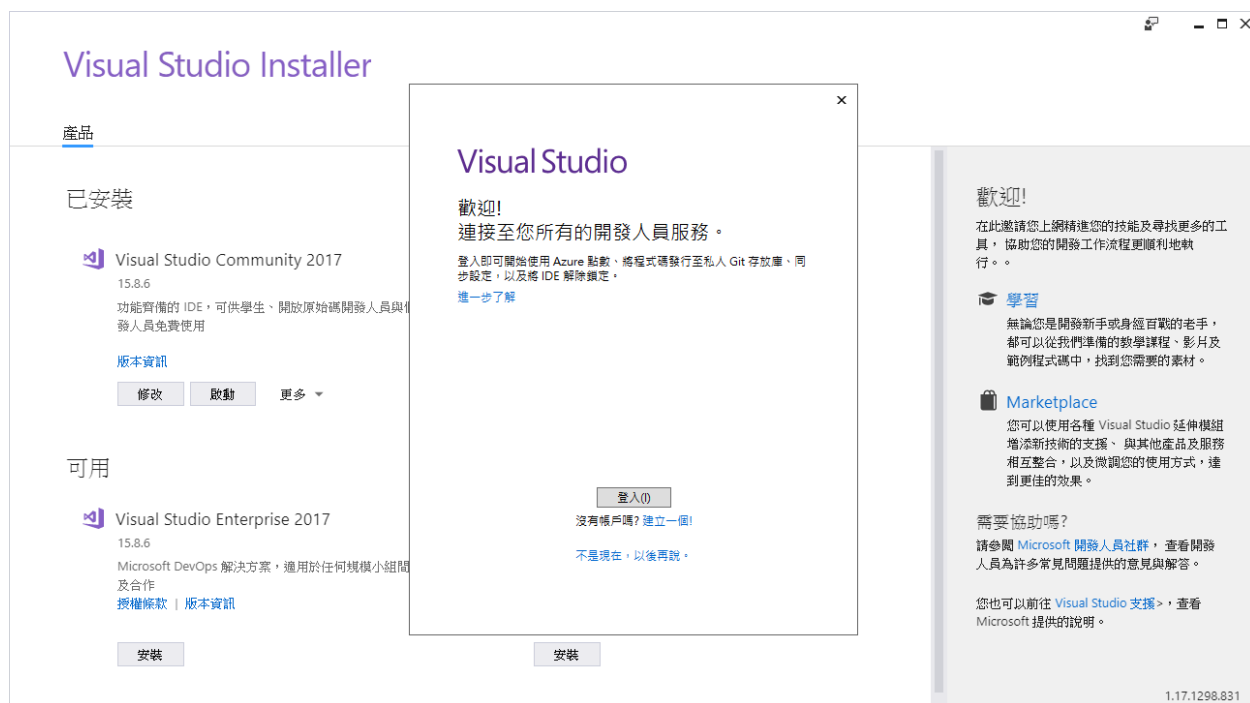 Visual Studio Installer
產品
已安裝
Visual Studio Community 2017
15.8.6
功能齊備的 IDE，可供學生、開放原始碼開發人員與
發人員免費使用
版本資訊
修改
啟動
更多
可用
Visual Studio Enterprise 2017
15.8.6
Microsoft DevOps 解決方案，適用於任何規模小組間
及合作
授權條款 | 版本資訊
安裝
安裝
Visual Studio
歡迎!
連接至您所有的開發人員服務。
登入即可開始使用 Azure 點數、將程式碼發行至私人 Git 存放庫、同
步設定，以及將 IDE 解除鎖定。
進一步了解
登入(I)
沒有帳戶嗎? 建立一個!
不是現在，以後再說。
歡迎!
在此邀請您上網精進您的技能及尋找更多的工
具， 協助您的開發工作流程更順利地執
行。。
學習
無論您是開發新手或身經百戰的老手，
都可以從我們準備的教學課程、影片及
範例程式碼中，找到您需要的素材。
Marketplace
您可以使用各種 Visual Studio 延伸模組
增添新技術的支援、 與其他產品及服務
相互整合，以及微調您的使用方式，達
到更佳的效果。
需要協助嗎?
請參閱 Microsoft 開發人員社群， 查看開發
人員為許多常見問題提供的意見與解答。
您也可以前往 Visual Studio 支援>，查看
Microsoft 提供的說明。
1.17.1298.831